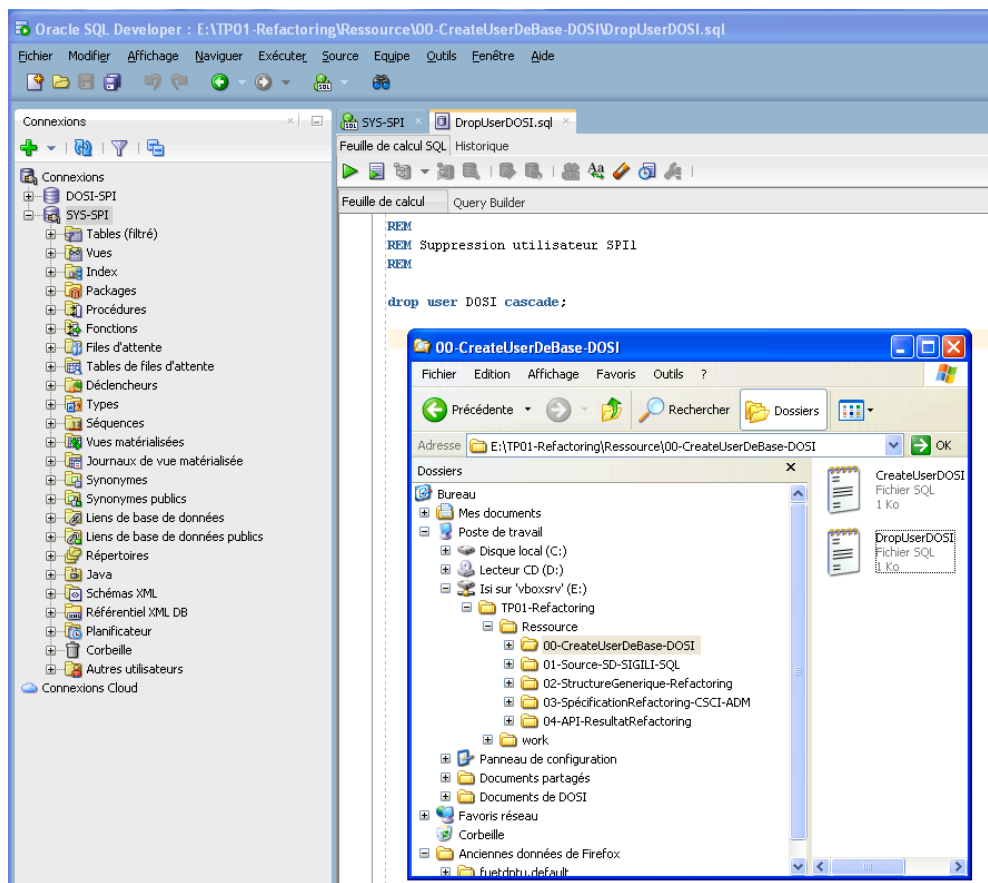 Oracle SQL Developer : E:\TP01-Refactoring\Ressource\00-CreateUserDeBase-DOSI\DropUserDOSI.sql
Fichier Modifier Affichage Naviguer Exécuter Source Equipe Outils Fenêtre Aide
Connexions
Connexions
DOSI-SPI
SYS-SPI
Tables (filtré)
Vues
Index
Packages
Procédures
Fonctions
Files d'attente
Tables de files d'attente
Déclencheurs
Types
Séquences
Vues matérialisées
Journaux de vue matérialisée
Synonymes
Synonymes publics
Liens de base de données
Liens de base de données publics
Répertoires
Java
Schémas XML
Référentiel XML DB
Planificateur
Corbeille
Autres utilisateurs
Connexions Cloud
SYS-SPI DropUserDOSI.sql
Feuille de calcul SQL Historique
Feuille de calcul Query Builder
REM
REM Suppression utilisateur SPI1
REM
drop user DOSI cascade;
00-CreateUserDeBase-DOSI
Fichier Edition Affichage Favoris Outils ?
Précédente Rechercher Dossiers
Adresse E:\TP01-Refactoring\Ressource\00-CreateUserDeBase-DOSI OK
Dossiers
Bureau
Mes documents
Poste de travail
Disque local (C:)
Lecteur CD (D:)
Isi sur 'vboxsrv' (E:)
TP01-Refactoring
Ressource
00-CreateUserDeBase-DOSI
01-Source-SD-SIGILI-SQL
02-StructureGenerique-Refactoring
03-SpécificationRefactoring-CSCI-ADM
04-API-ResultatRefactoring
work
Panneau de configuration
Documents partagés
Documents de DOSI
Favoris réseau
Corbeille
Anciennes données de Firefox
fuetdptu.default
CreateUserDOSI
Fichier SQL
1 Ko
DropUserDOSI
Fichier SQL
1 Ko